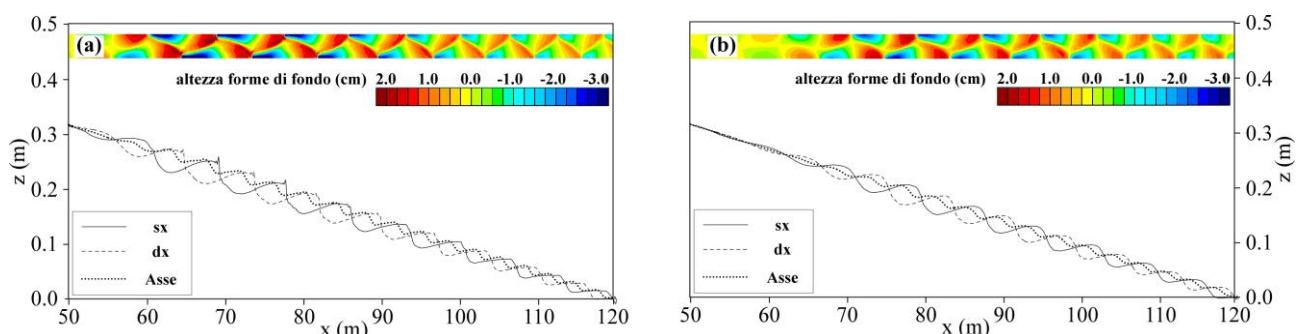 0.5
(a)
altezza forme di fondo (cm) 2.0 1.0 0.0 -1.0 -2.0 -3.0
0.4
0.3
z (m)
0.2
0.1
0.0
sx
dx
Asse
50 60 70 80 90 100 110 120
x (m)
0.5
(b)
altezza forme di fondo (cm) 2.0 1.0 0.0 -1.0 -2.0 -3.0
0.4
0.3
z (m)
0.2
0.1
0.0
sx
dx
Asse
50 60 70 80 90 100 110 120
x (m)